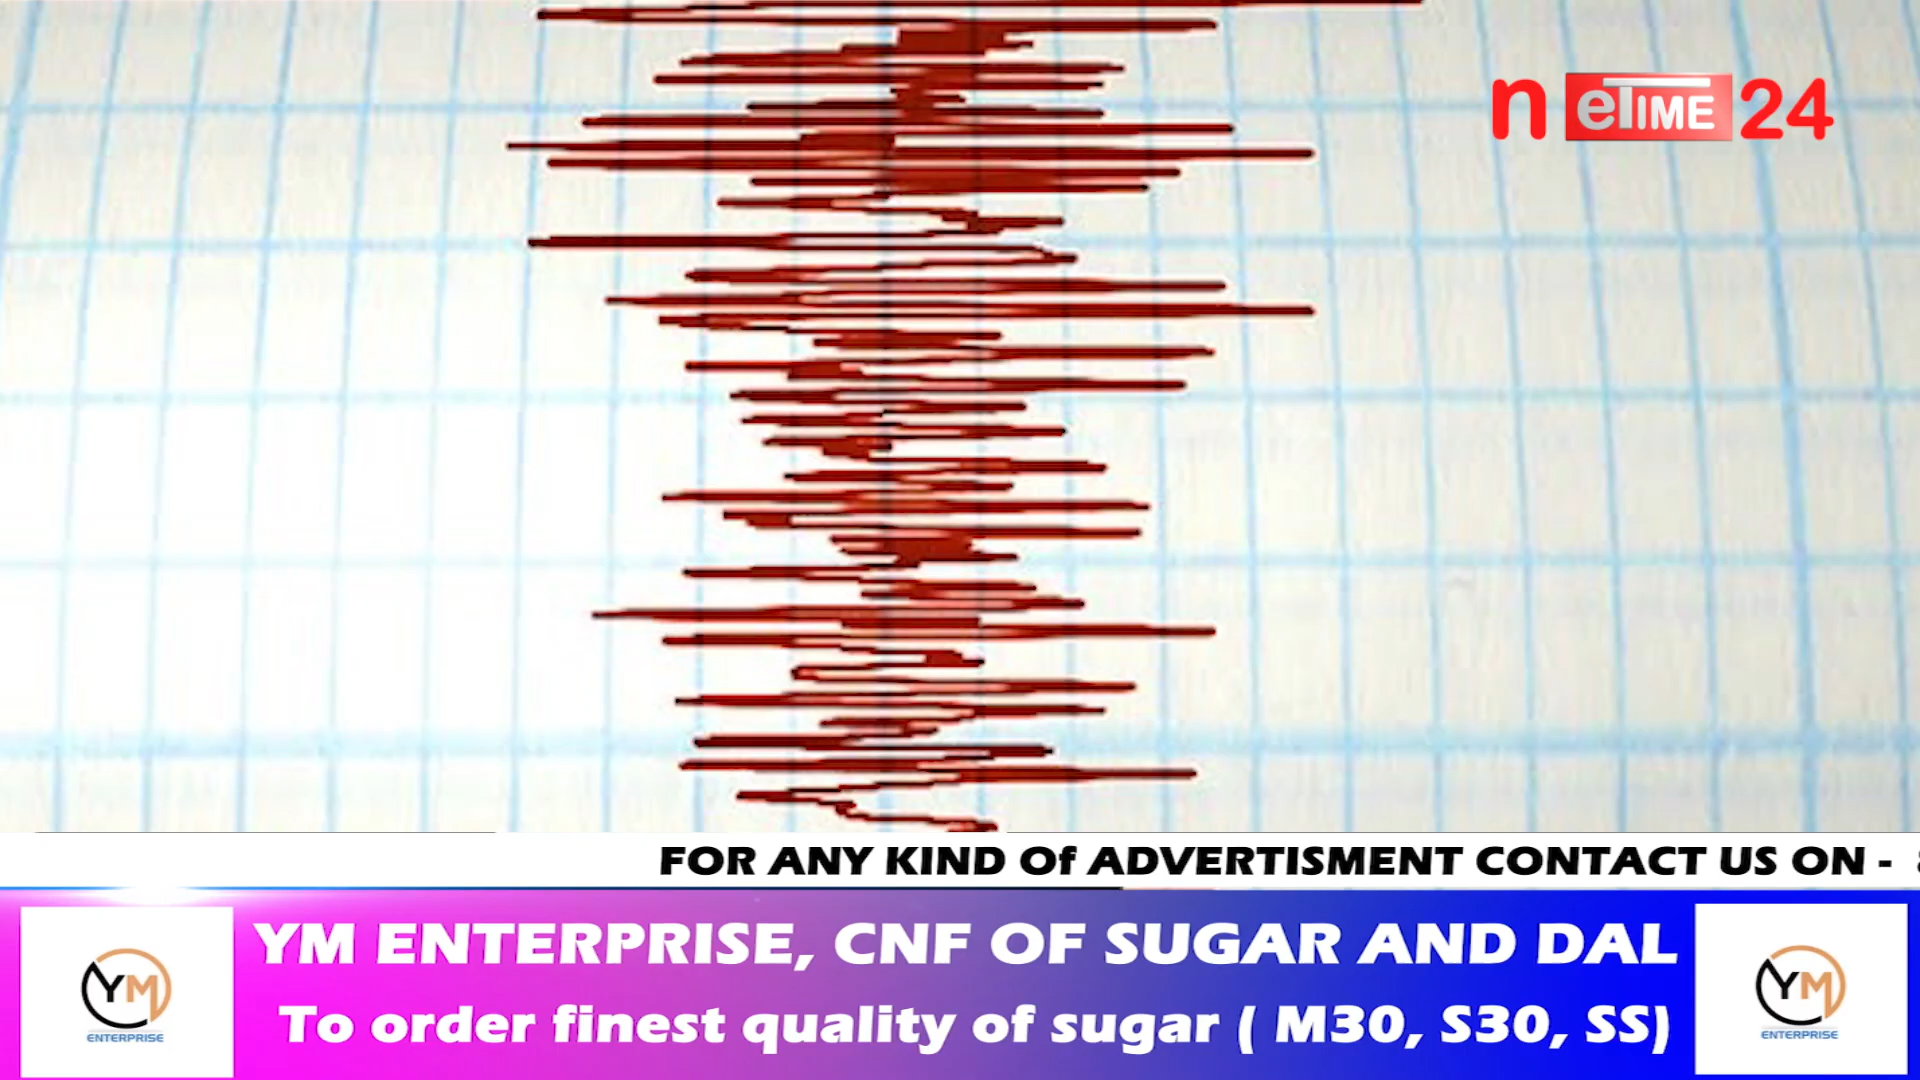 n eTIME 24
FOR ANY KIND Of ADVERTISMENT CONTACT US ON -
YM ENTERPRISE, CNF OF SUGAR AND DAL
To order finest quality of sugar ( M30, S30, SS)
YM
ENTERPRISE
YM
ENTERPRISE